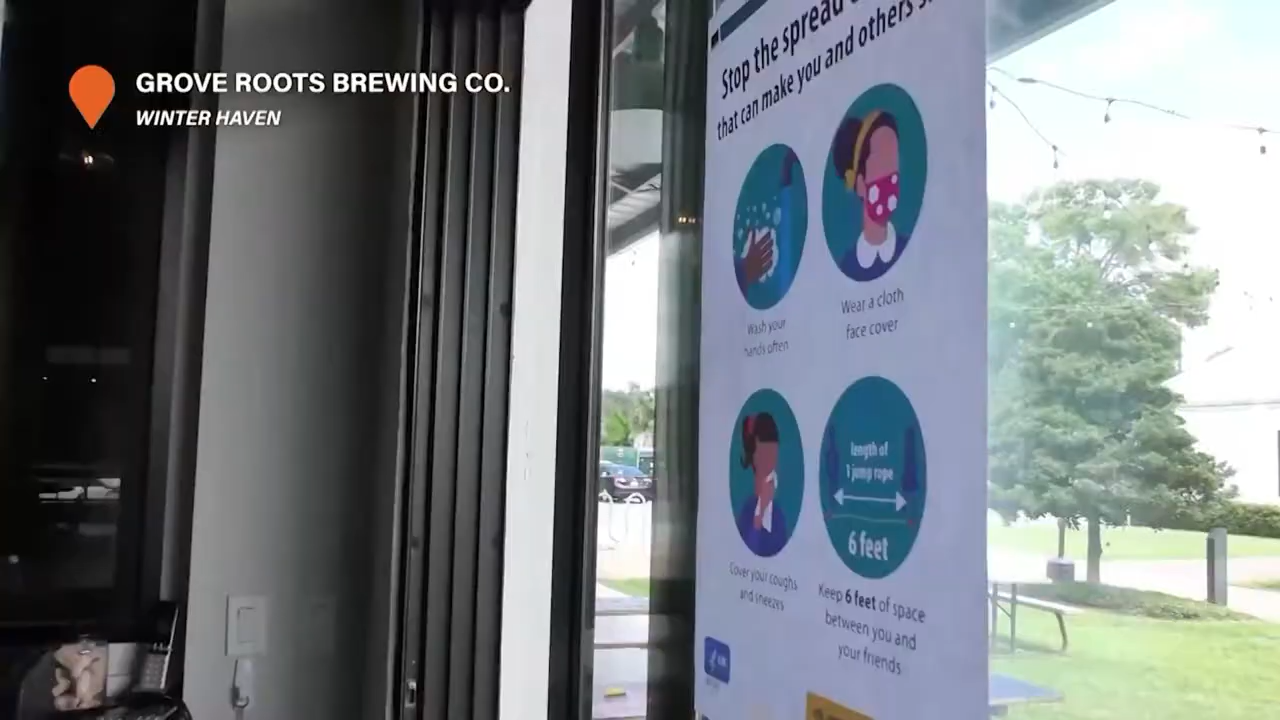 GROVE ROOTS BREWING CO.
WINTER HAVEN
Stop the spread
that can make you and others
Wash your
hands often
Wear a cloth
face cover
length of
1 jump rope
6 feet
Cover your coughs
and sneezes
Keep 6 feet of space
between you and
your friends